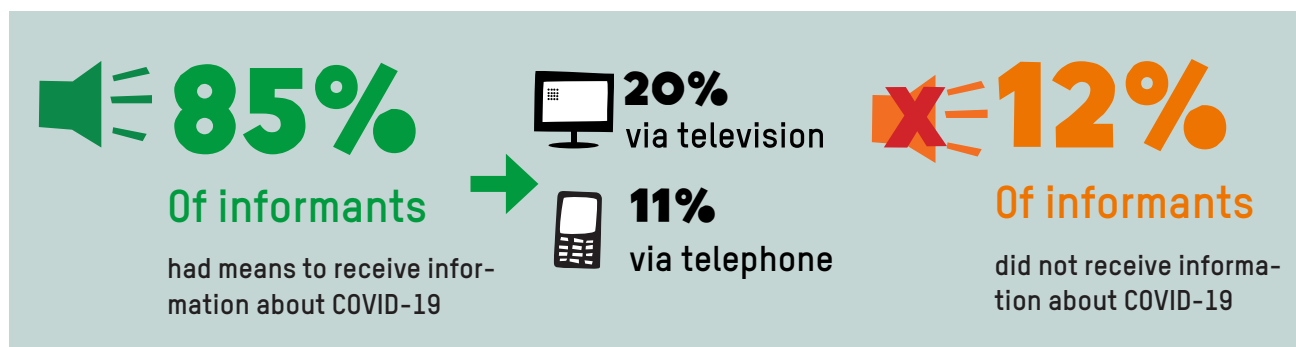 85%
Of informants
had means to receive infor-
mation about COVID-19
20%
via television
11%
via telephone
12%
Of informants
did not receive informa-
tion about COVID-19